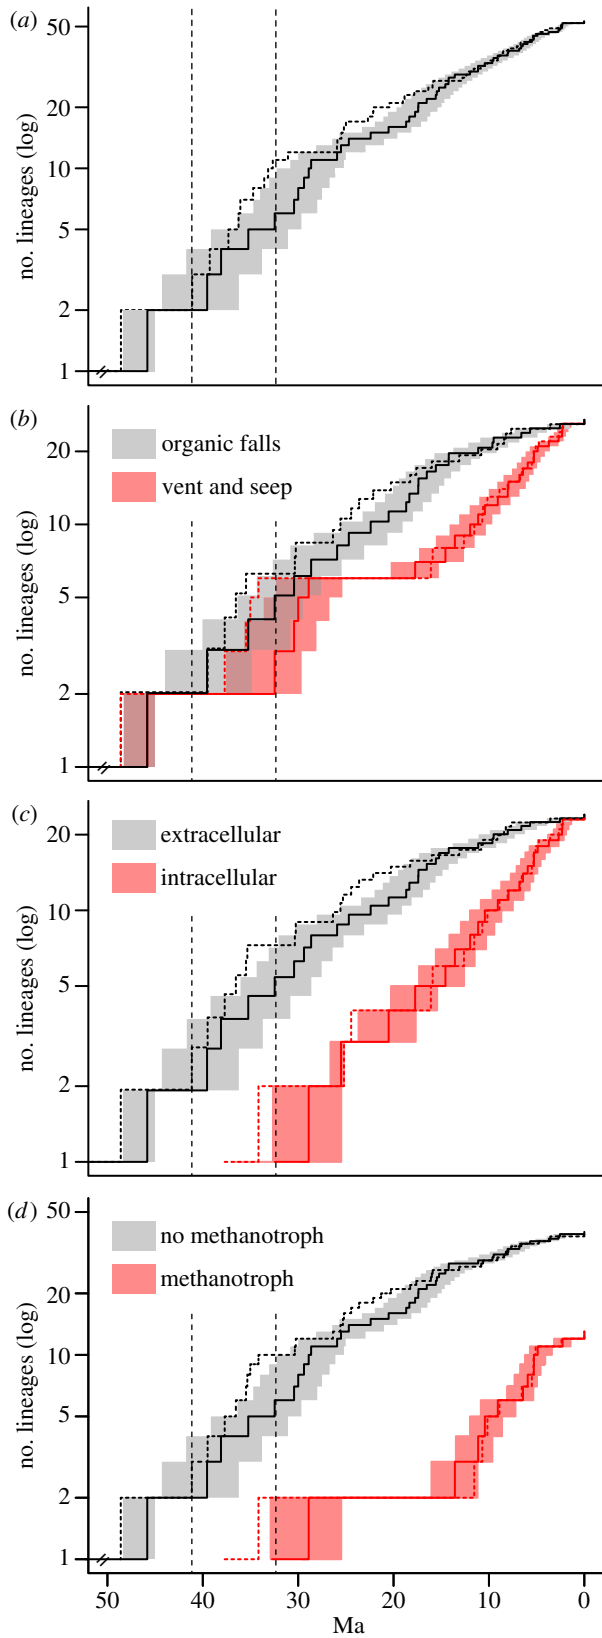 (a)
50
20
10
5
2
1
no. lineages (log)
(b)
organic falls
vent and seep
20
10
5
2
1
no. lineages (log)
(c)
extracellular
intracellular
20
10
5
2
1
no. lineages (log)
(d)
no methanotroph
methanotroph
50
20
10
5
2
1
no. lineages (log)
50 40 30 20 10 0
Ma